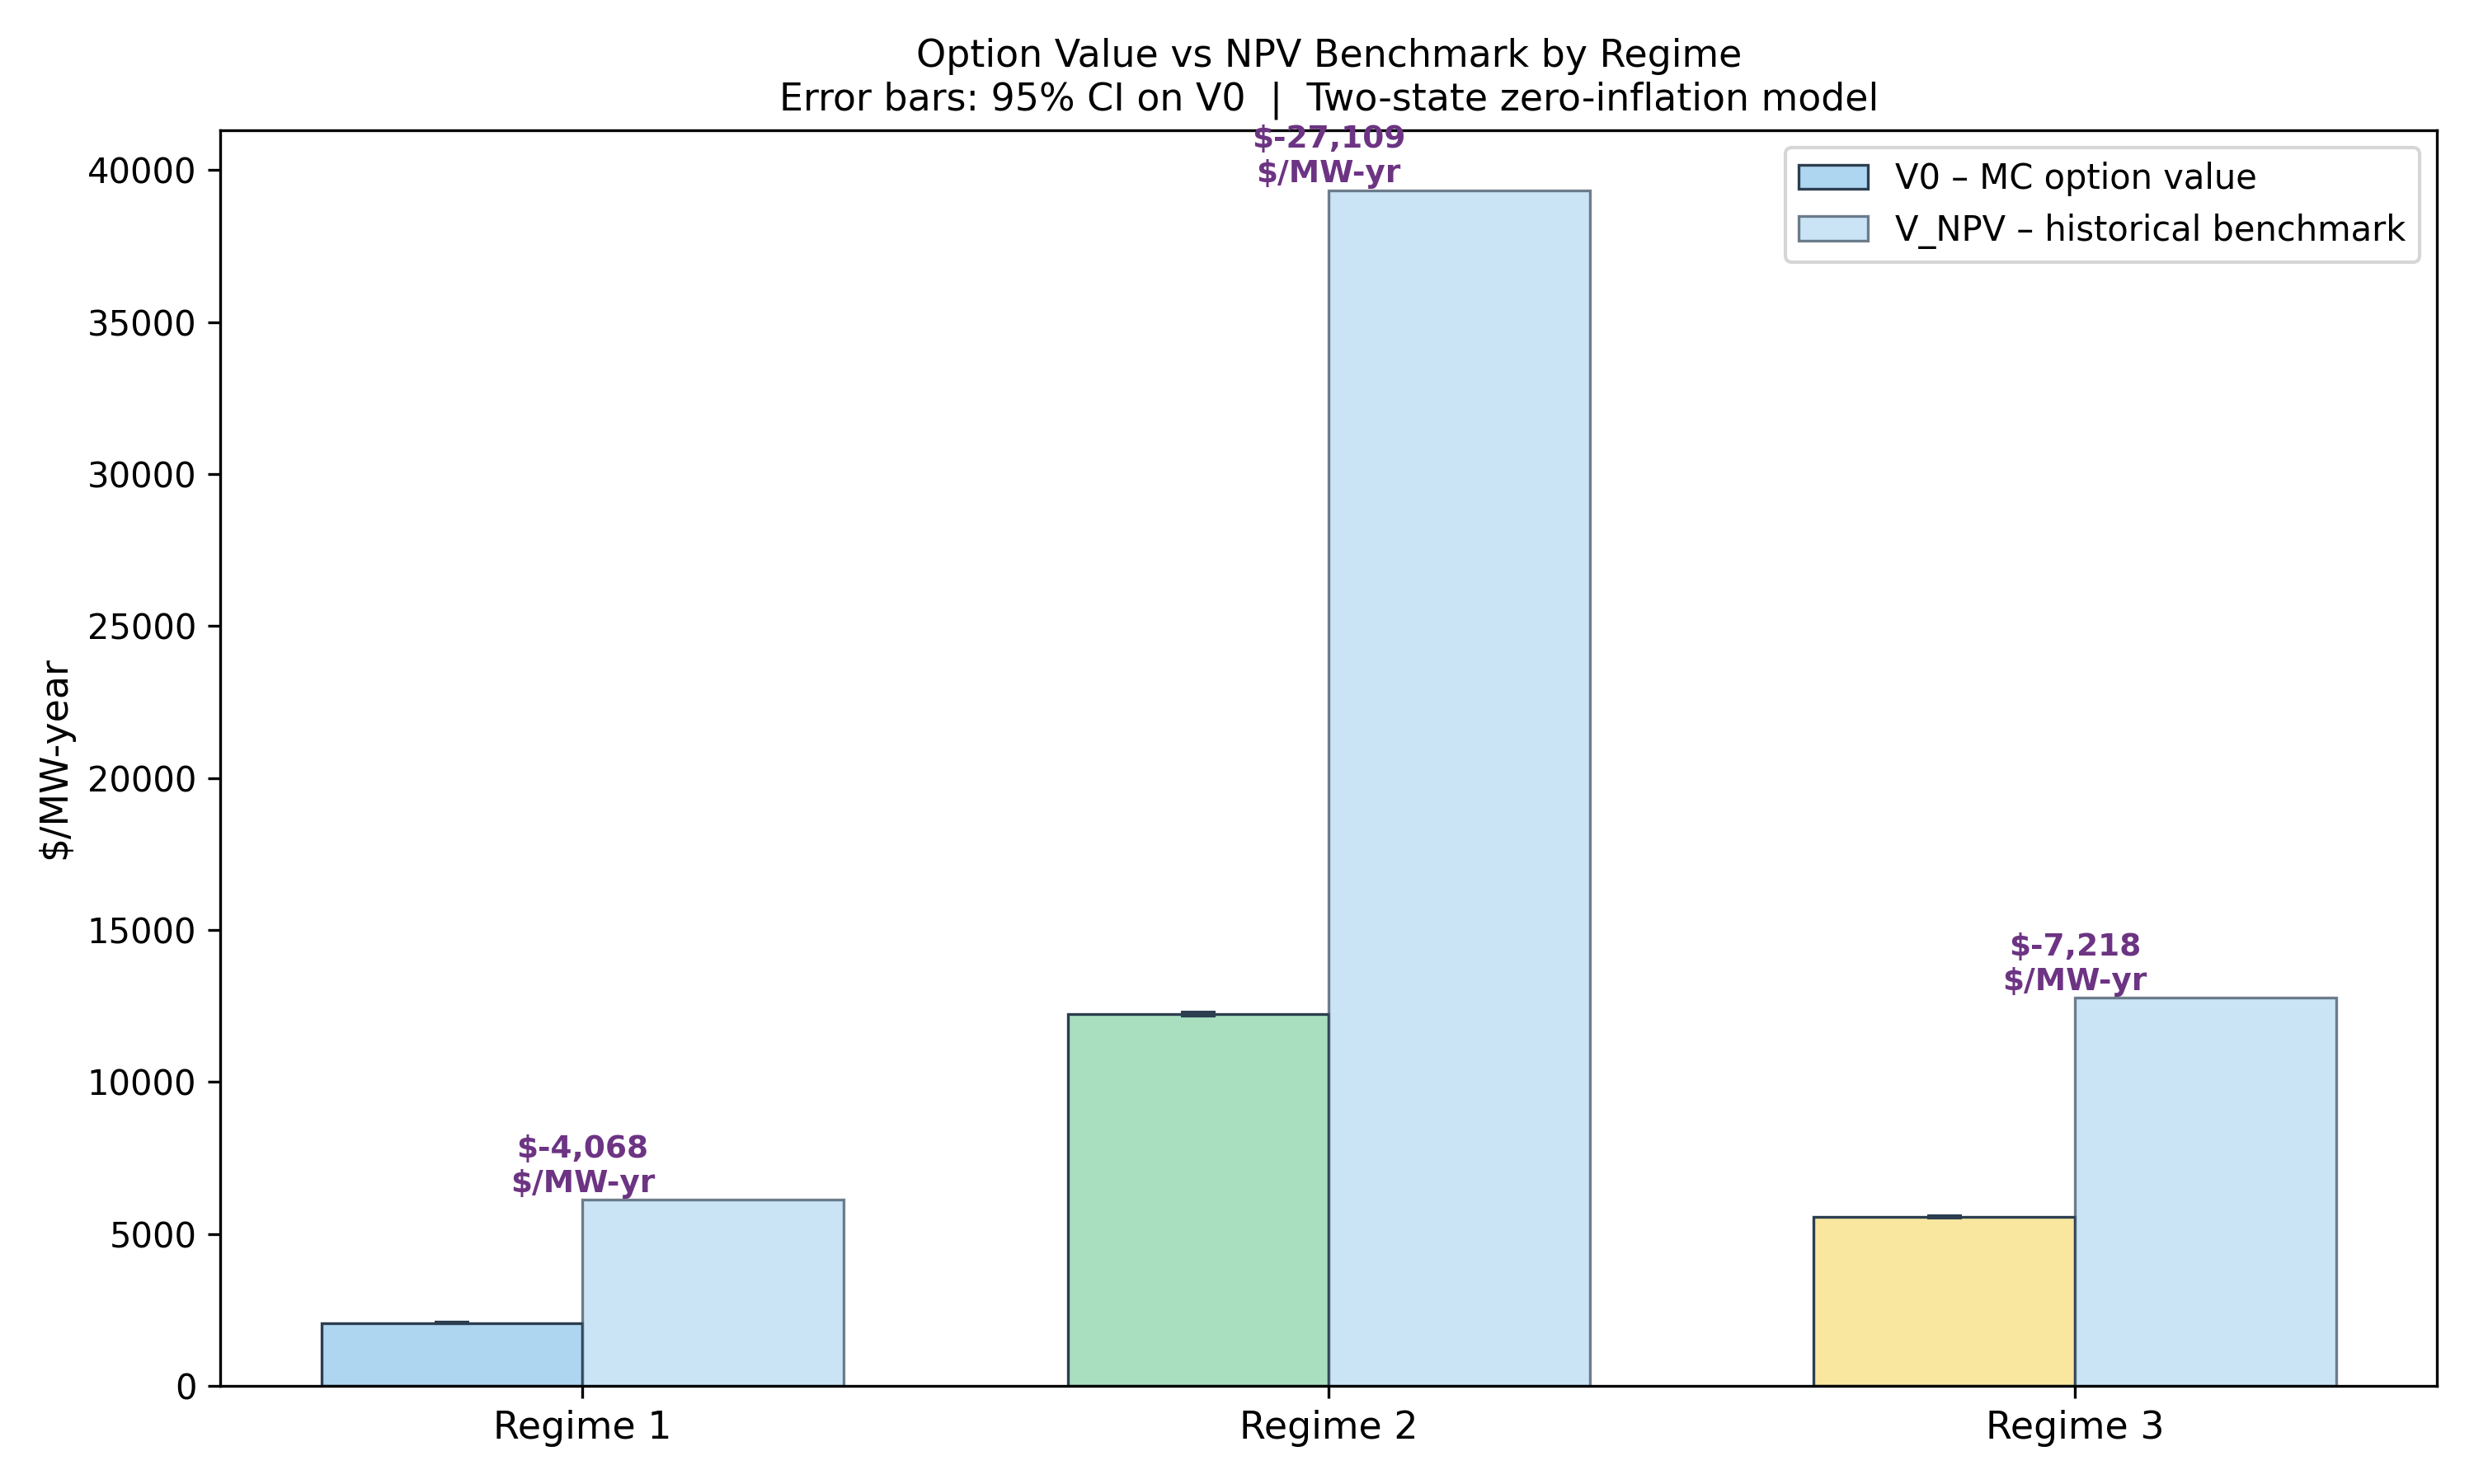 Option Value vs NPV Benchmark by Regime
Error bars: 95% CI on V0 | Two-state zero-inflation model
$-27,109
$/MW-yr
V0 – MC option value
V_NPV – historical benchmark
40000
35000
30000
25000
20000
15000
10000
5000
0
$/MW-year
$-7,218
$/MW-yr
$-4,068
$/MW-yr
Regime 1
Regime 2
Regime 3